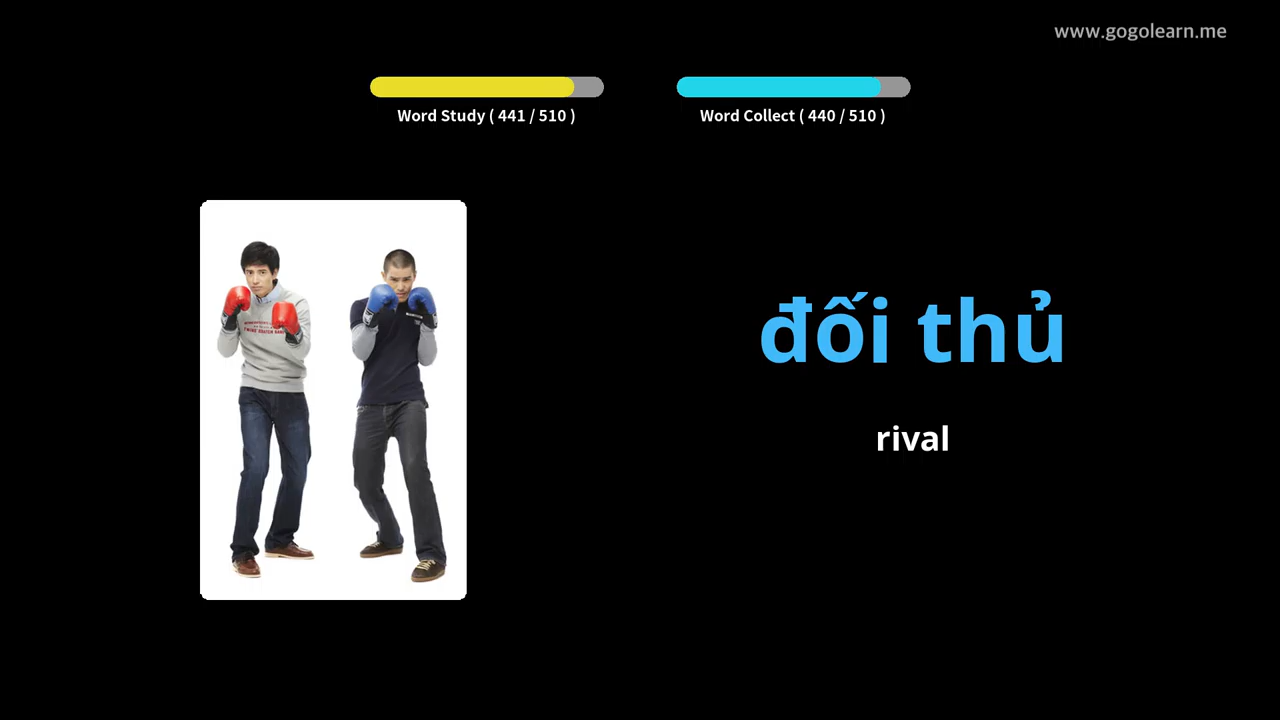 www.gogolearn.me
Word Study ( 441 / 510 )
Word Collect ( 440 / 510 )
đối thủ
rival